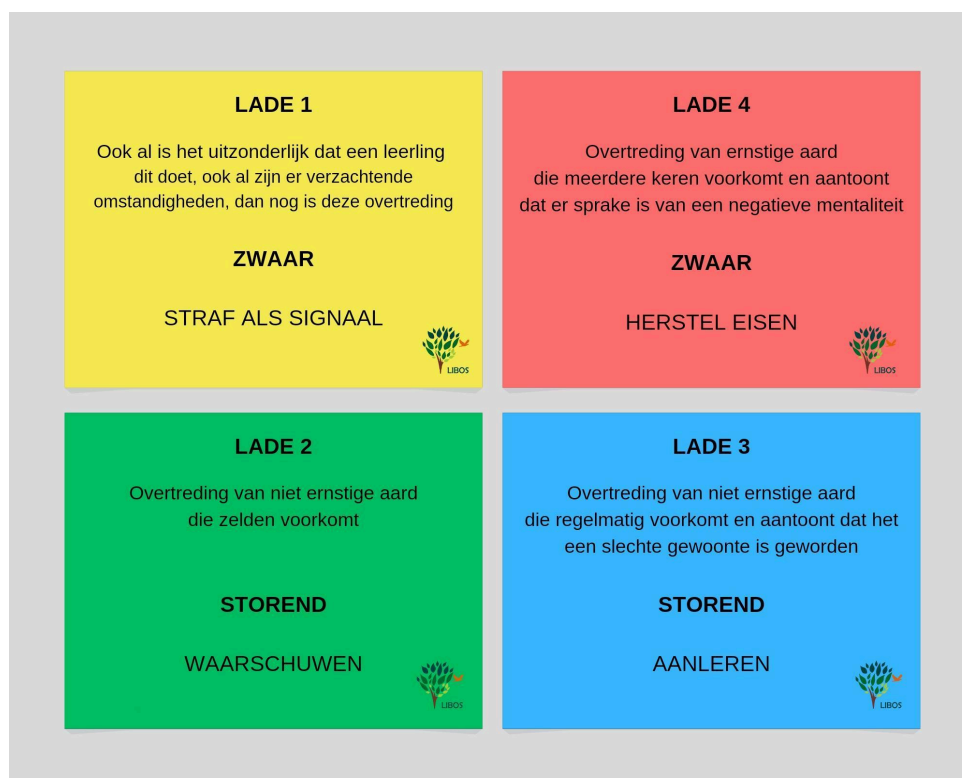 LADE 1
Ook al is het uitzonderlijk dat een leerling
dit doet, ook al zijn er verzachtende
omstandigheden, dan nog is deze overtreding
ZWAAR
STRAF ALS SIGNAAL
LIBOS
LADE 4
Overtreding van ernstige aard
die meerdere keren voorkomt en aantoont
dat er sprake is van een negatieve mentaliteit
ZWAAR
HERSTEL EISEN
LIBOS
LADE 2
Overtreding van niet ernstige aard
die zelden voorkomt
STOREND
WAARSCHUWEN
LIBOS
LADE 3
Overtreding van niet ernstige aard
die regelmatig voorkomt en aantoont dat het
een slechte gewoonte is geworden
STOREND
AANLEREN
LIBOS